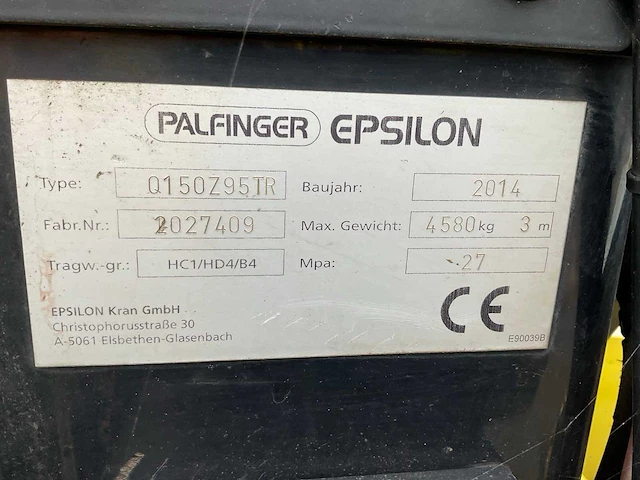 PALFINGER EPSILON
Type: Q150Z95TR Baujahr: 2014
Fabr.Nr.: 2027409 Max. Gewicht: 4580kg 3 m
Tragw.-gr.: HC1/HD4/B4 Mpa: 27
EPSILON Kran GmbH
Christophorusstraße 30
A-5061 Elsbethen-Glasenbach
CE
E90039B